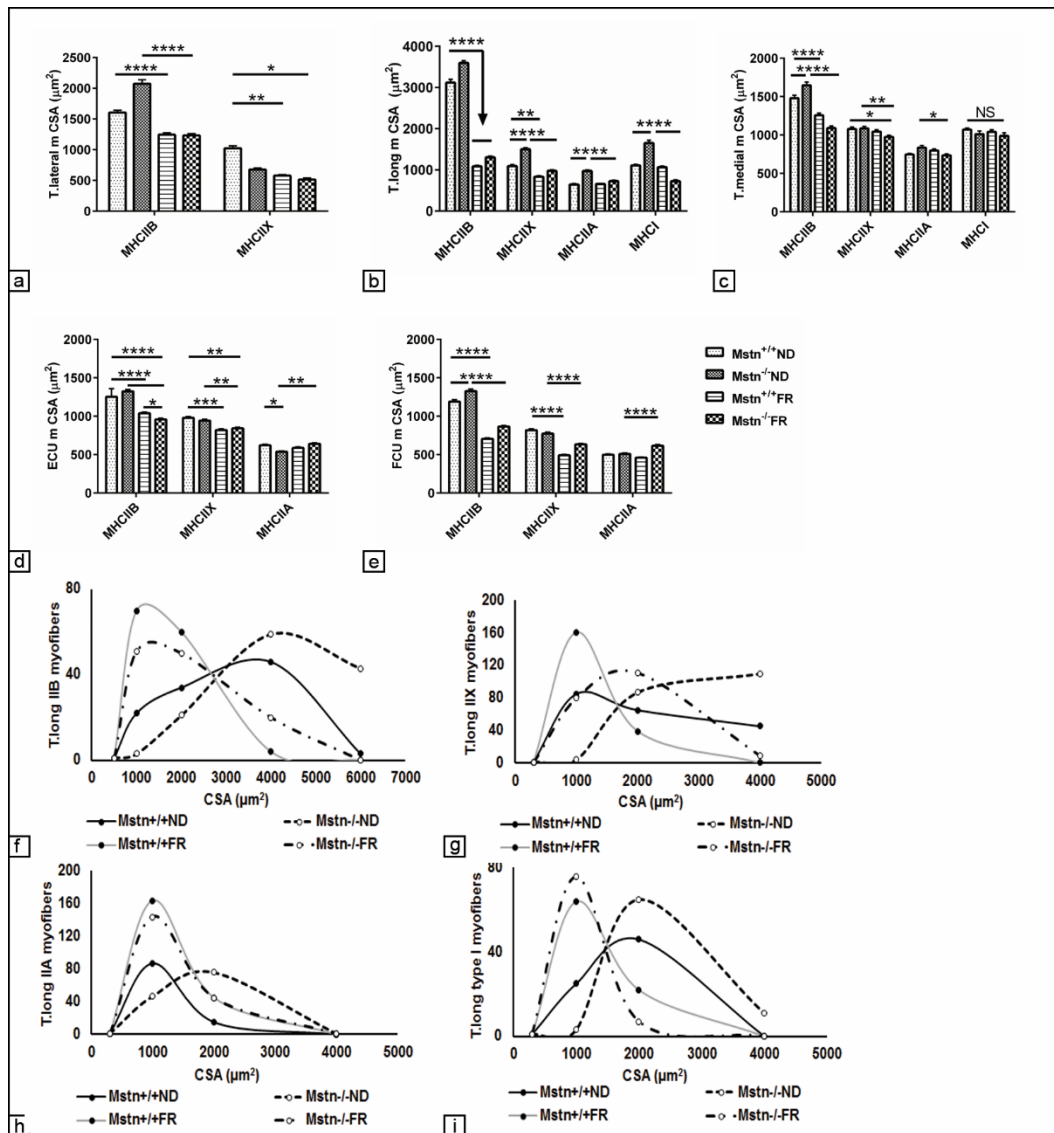 T.lateral m CSA (µm²)
2500
2000
1500
1000
500
0
****
****
*
**
MHCIIB
MHCIIX
a
T.long m CSA (µm²)
4000
3000
2000
1000
0
****
**
****
****
****
MHCIIB
MHCIIX
MHCIIA
MHCI
b
T.medial m CSA (µm²)
2000
1500
1000
500
0
****
****
**
*
*
NS
MHCIIB
MHCIIX
MHCIIA
MHCI
c
ECU m CSA (µm²)
2000
1500
1000
500
0
****
****
*
**
**
***
**
*
MHCIIB
MHCIIX
MHCIIA
d
FCU m CSA (µm²)
2000
1500
1000
500
0
****
****
****
****
****
MHCIIB
MHCIIX
MHCIIA
e
Mstn+/+ND
Mstn-/-ND
Mstn+/+FR
Mstn-/-FR
T.long IIB myofibers
80
40
0
0 1000 2000 3000 4000 5000 6000 7000
CSA (µm²)
Mstn+/+ND Mstn-/-ND
Mstn+/+FR Mstn-/-FR
f
T.long IIX myofibers
200
160
120
80
40
0
0 1000 2000 3000 4000 5000
CSA (µm²)
Mstn+/+ND Mstn-/-ND
Mstn+/+FR Mstn-/-FR
g
T.long IIA myofibers
200
160
120
80
40
0
0 1000 2000 3000 4000 5000
CSA (µm²)
Mstn+/+ND Mstn-/-ND
Mstn+/+FR Mstn-/-FR
h
T.long type I myofibers
80
40
0
0 1000 2000 3000 4000 5000
CSA (µm²)
Mstn+/+ND Mstn-/-ND
Mstn+/+FR Mstn-/-FR
i